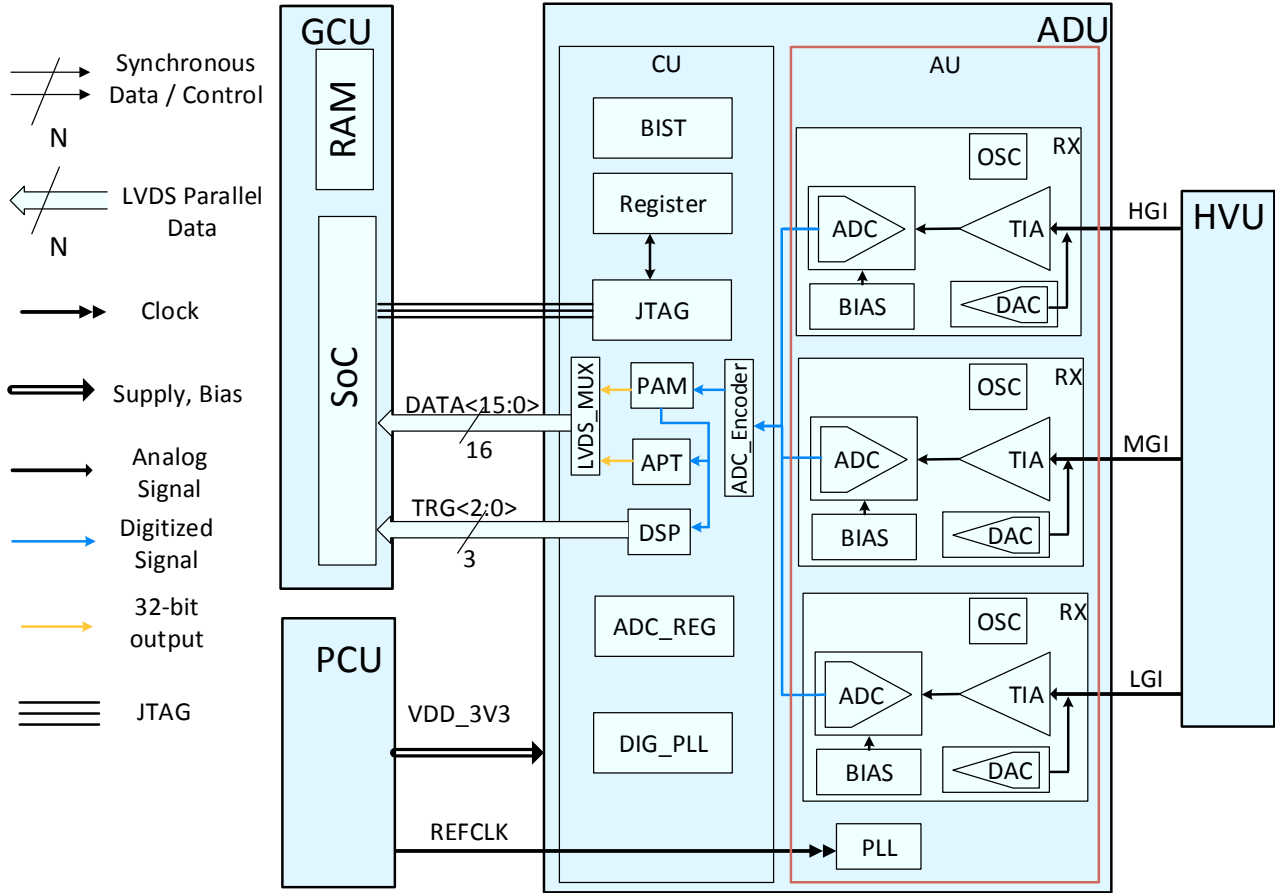 Synchronous
Data / Control
N
LVDS Parallel
Data
N
Clock
Supply, Bias
Analog
Signal
Digitized
Signal
32-bit
output
JTAG
GCU
RAM
SoC
PCU
DATA<15:0>
16
TRG<2:0>
3
VDD_3V3
REFCLK
ADU
CU
BIST
Register
JTAG
LVDS_MUX
PAM
APT
DSP
ADC_Encoder
ADC_REG
DIG_PLL
AU
RX
OSC
ADC
TIA
BIAS
DAC
RX
OSC
ADC
TIA
BIAS
DAC
RX
OSC
ADC
TIA
BIAS
DAC
PLL
HGI
MGI
LGI
HVU